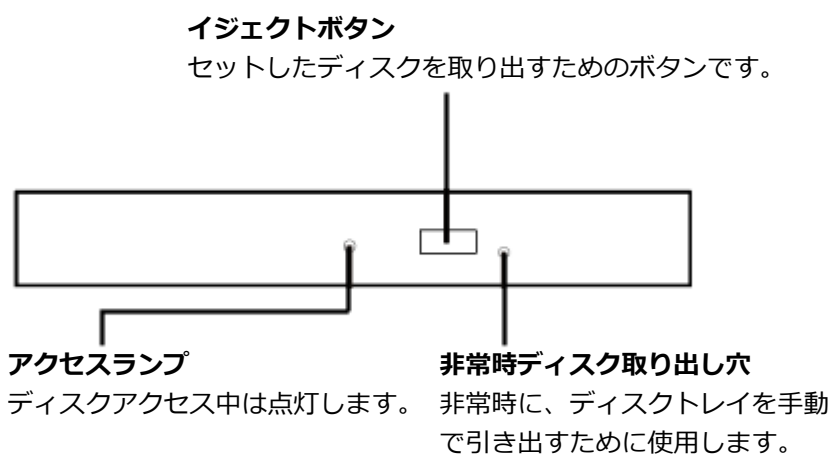 イジェクトボタン
セットしたディスクを取り出すためのボタンです。
アクセスランプ
ディスクアクセス中は点灯します。
非常時ディスク取り出し穴
非常時に、ディスクトレイを手動
で引き出すために使用します。